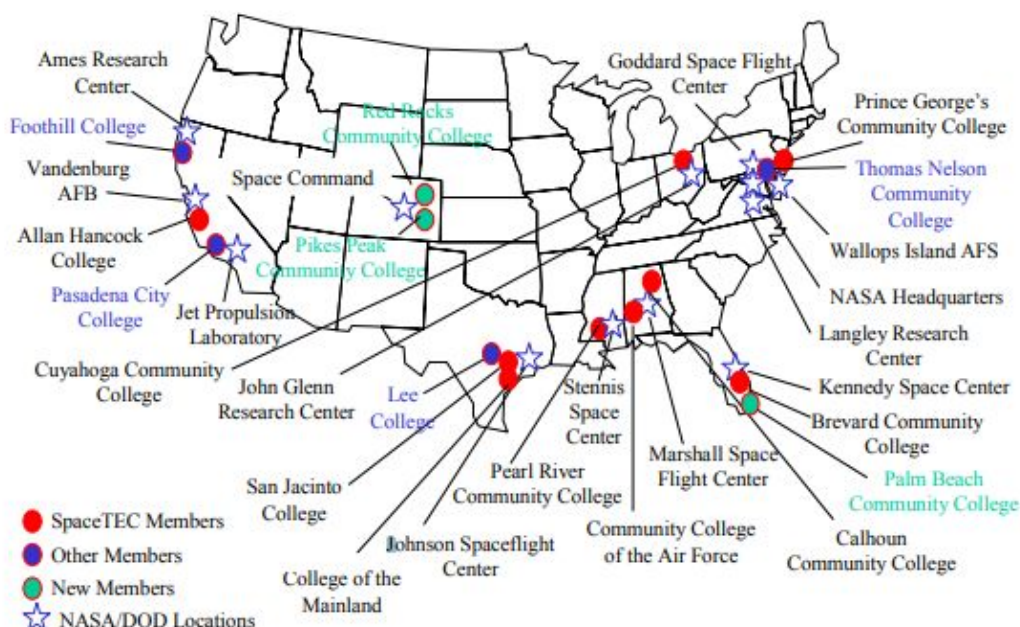 Ames Research
Center
Foothill College
Vandenburg
AFB
Allan Hancock
College
Pasadena City
College
Jet Propulsion
Laboratory
Cuyahoga Community
College
John Glenn
Research Center
Red Rocks
Community College
Space Command
Pikes Peak
Community College
Lee
College
San Jacinto
College
College of the
Mainland
Johnson Spaceflight
Center
Pearl River
Community College
Stennis
Space
Center
Community College
of the Air Force
Marshall Space
Flight Center
Calhoun
Community College
Goddard Space Flight
Center
Prince George's
Community College
Thomas Nelson
Community
College
Wallops Island AFS
NASA Headquarters
Langley Research
Center
Kennedy Space Center
Brevard Community
College
Palm Beach
Community College
SpaceTEC Members
Other Members
New Members
NASA/DOD Locations